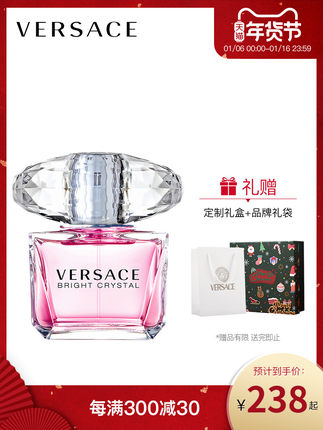 VERSACE
天猫 年货节
01/06 00:00–01/16 23:59
礼赠
定制礼盒+品牌礼袋
VERSACE
BRIGHT CRYSTAL
VERSACE
*赠品有限 送完即止
预计到手价:
每满300减30
¥238起